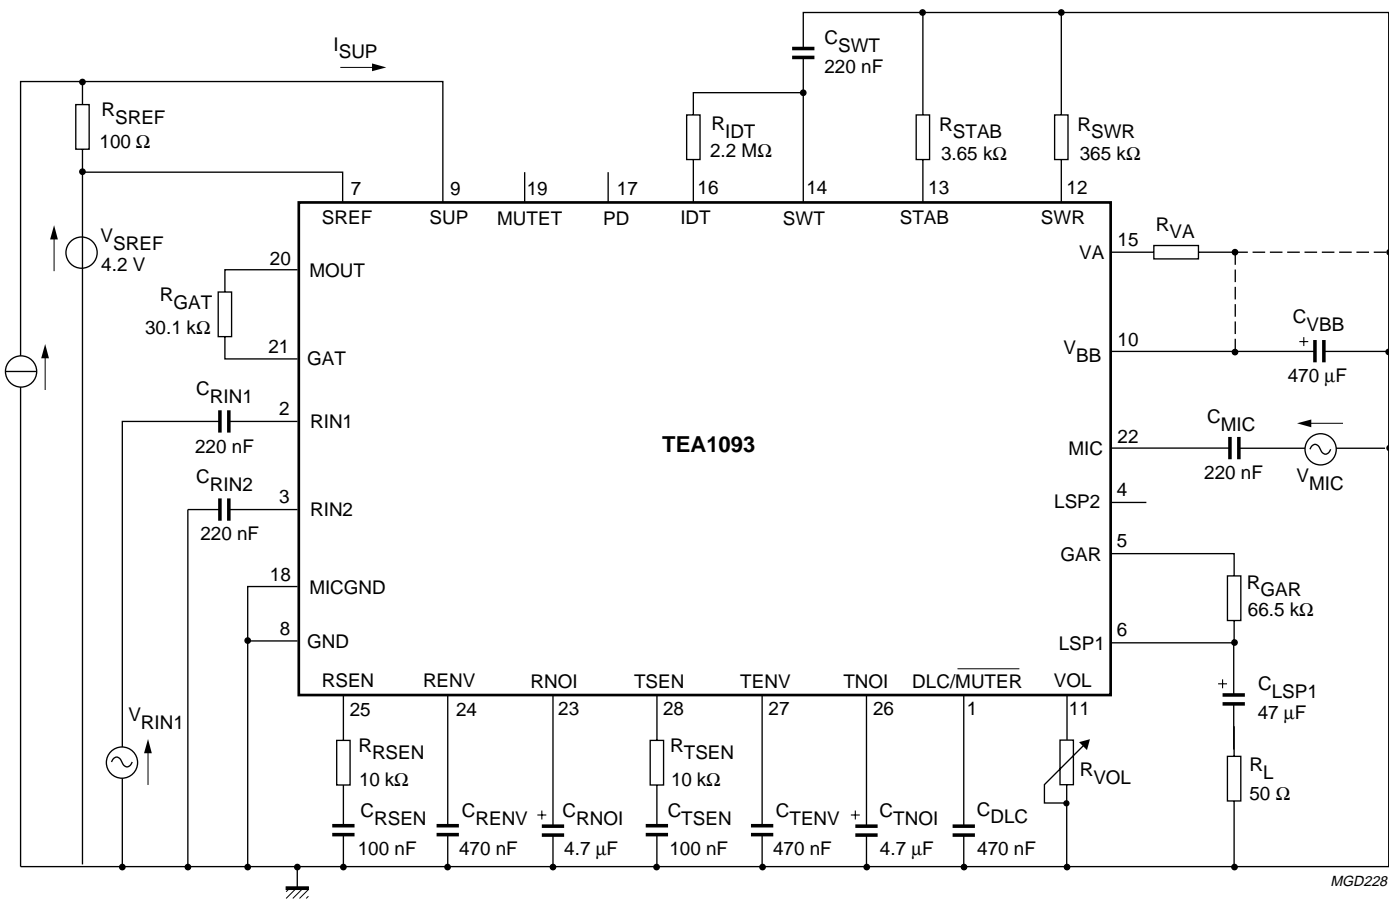 I SUP
C SWT
220 nF
R SREF
100 Ω
R IDT
2.2 MΩ
R STAB
3.65 kΩ
R SWR
365 kΩ
7
9
19
17
16
14
13
12
SREF
SUP
MUTET
PD
IDT
SWT
STAB
SWR
V SREF
4.2 V
20
MOUT
R GAT
30.1 kΩ
21
GAT
C RIN1
220 nF
2
RIN1
C RIN2
220 nF
3
RIN2
18
MICGND
8
GND
V RIN1
TEA1093
VA
15
R VA
V BB
10
C VBB
+
470 μF
MIC
22
C MIC
220 nF
V MIC
LSP2
4
GAR
5
R GAR
66.5 kΩ
LSP1
6
+
C LSP1
47 μF
R L
50 Ω
RSEN
RENV
RNOI
TSEN
TENV
TNOI
DLC/MUTER
VOL
25
24
23
28
27
26
1
11
R RSEN
10 kΩ
R TSEN
10 kΩ
R VOL
C RSEN
100 nF
C RENV
470 nF
+
C RNOI
4.7 μF
C TSEN
100 nF
C TENV
470 nF
+
C TNOI
4.7 μF
C DLC
470 nF
MGD228